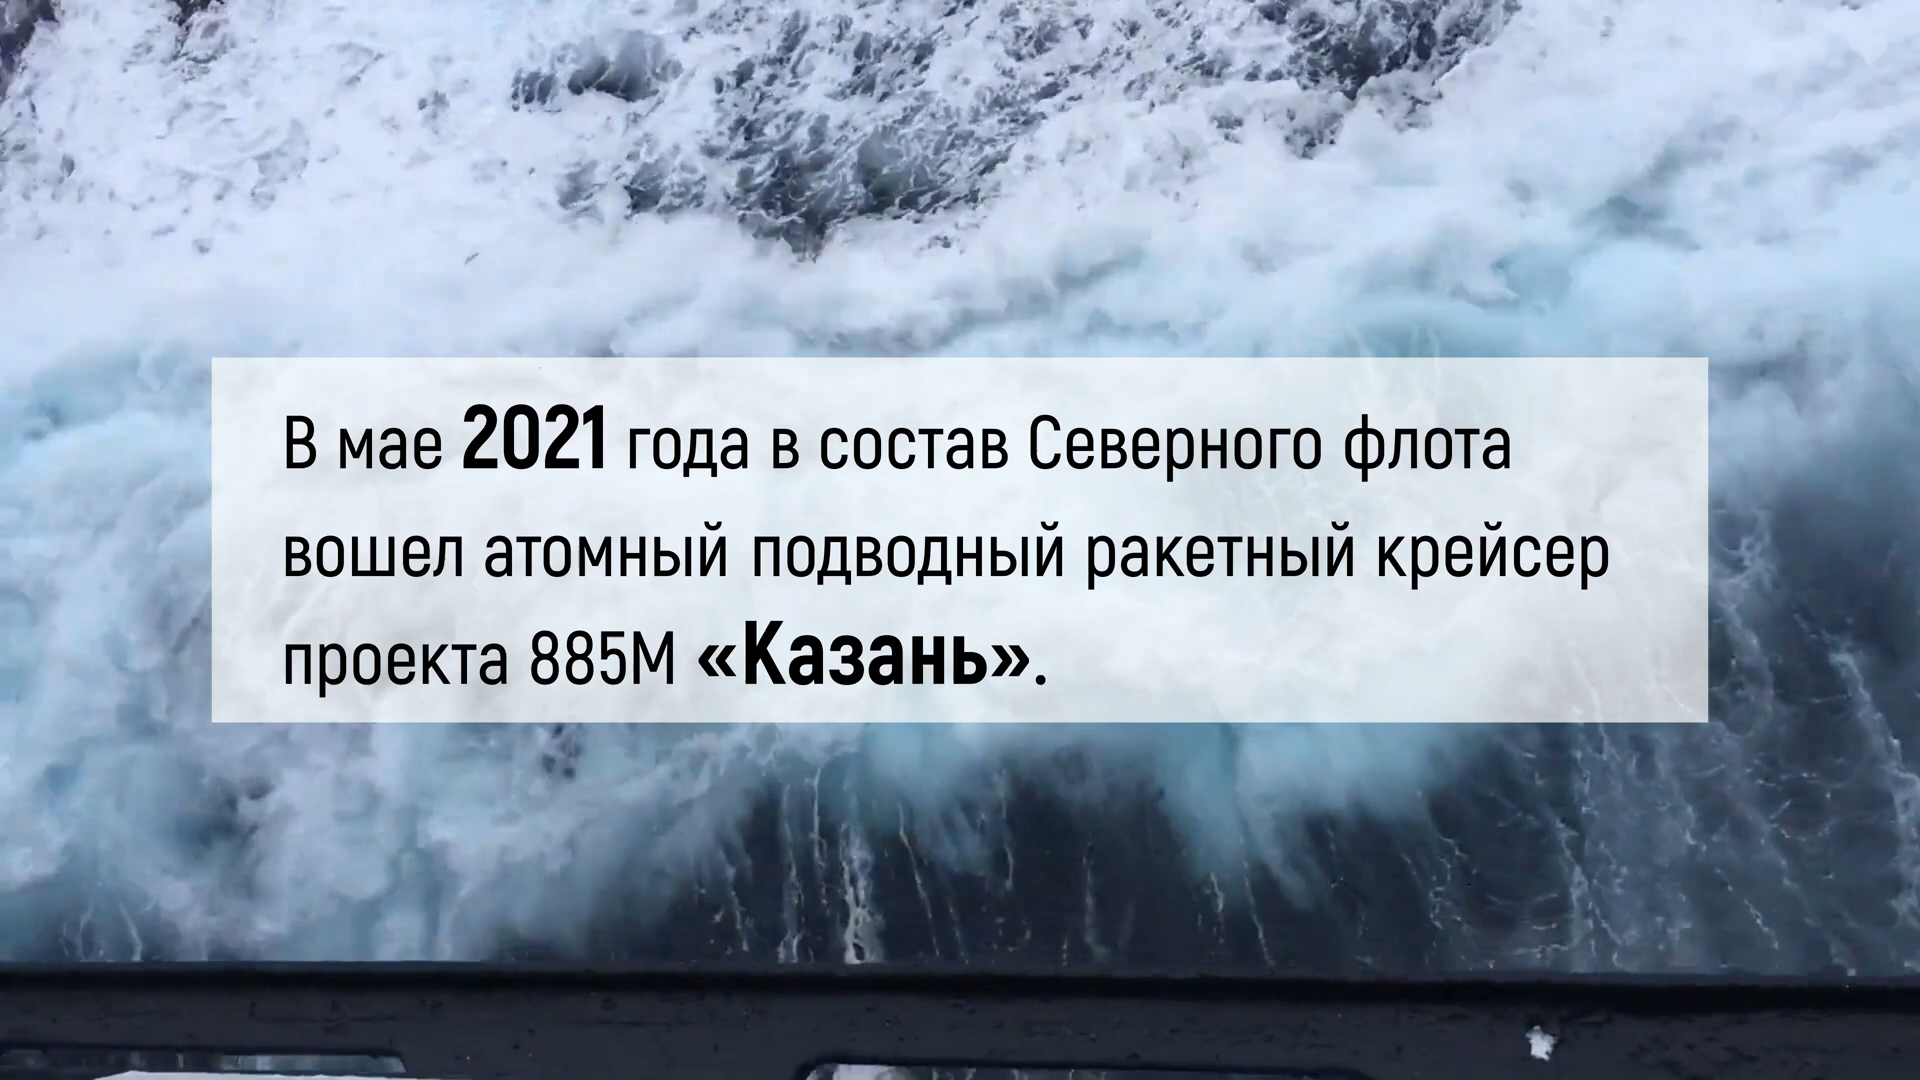 В мае 2021 года в состав Северного флота
вошел атомный подводный ракетный крейсер
проекта 885М «Казань».